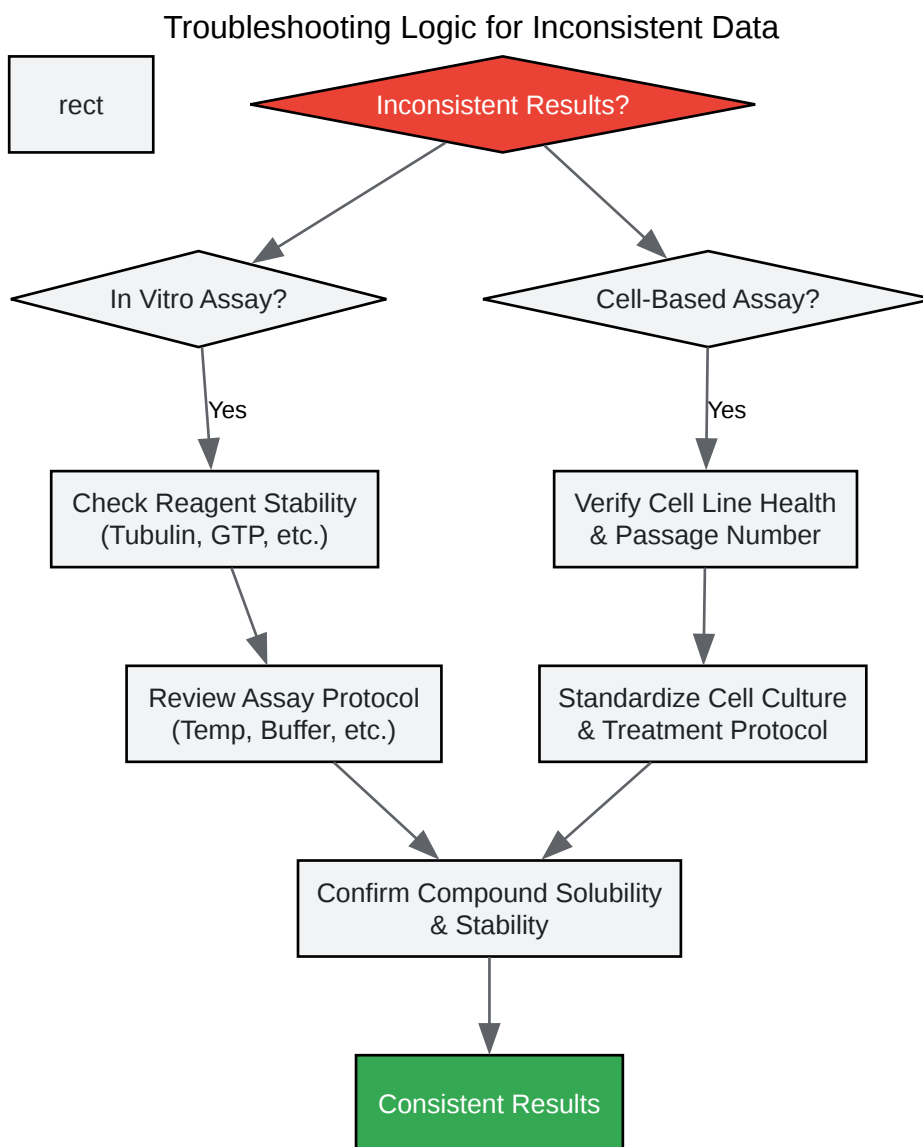 Troubleshooting Logic for Inconsistent Data
rect
Inconsistent Results?
In Vitro Assay?
Cell-Based Assay?
Yes
Yes
Check Reagent Stability
(Tubulin, GTP, etc.)
Verify Cell Line Health
& Passage Number
Review Assay Protocol
(Temp, Buffer, etc.)
Standardize Cell Culture
& Treatment Protocol
Confirm Compound Solubility
& Stability
Consistent Results